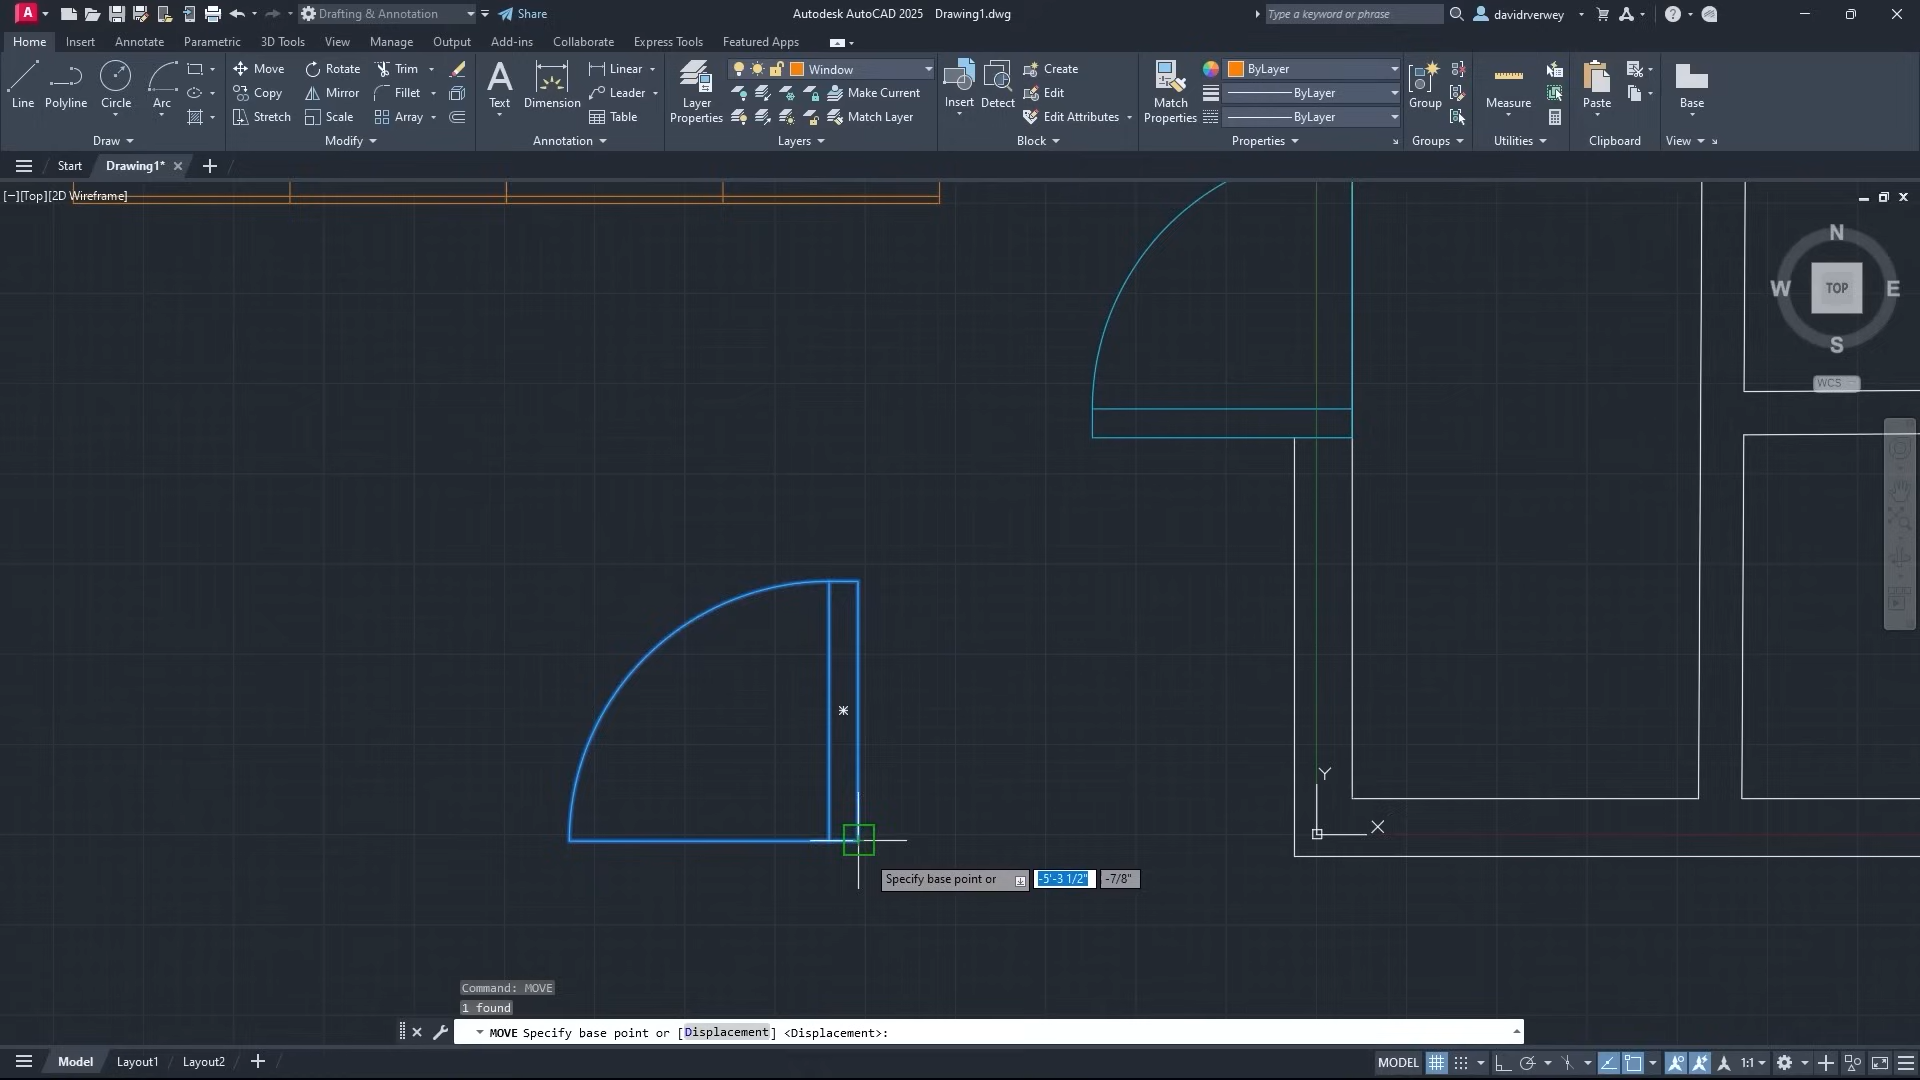 A Drafting & Annotation Share Autodesk AutoCAD 2025 Drawing1.dwg Type a keyword or phrase davidrverwey
Home Insert Annotate Parametric 3D Tools View Manage Output Add-ins Collaborate Express Tools Featured Apps
Move Rotate Trim Linear Window Create ByLayer
Copy Mirror Fillet Leader Make Current Edit ByLayer
Line Polyline Circle Arc Text Dimension Layer Properties Insert Detect Match Properties Group Measure Paste Base
Stretch Scale Array Table Match Layer Edit Attributes ByLayer
Draw Modify Annotation Layers Block Properties Groups Utilities Clipboard View
Start Drawing1*
[−][Top][2D Wireframe]
N
W TOP E
S
WCS
Y
X
Specify base point or -5'-3 1/2" -7/8"
Command: MOVE
1 found
MOVE Specify base point or [Displacement] <Displacement>:
Model Layout1 Layout2 MODEL 1:1